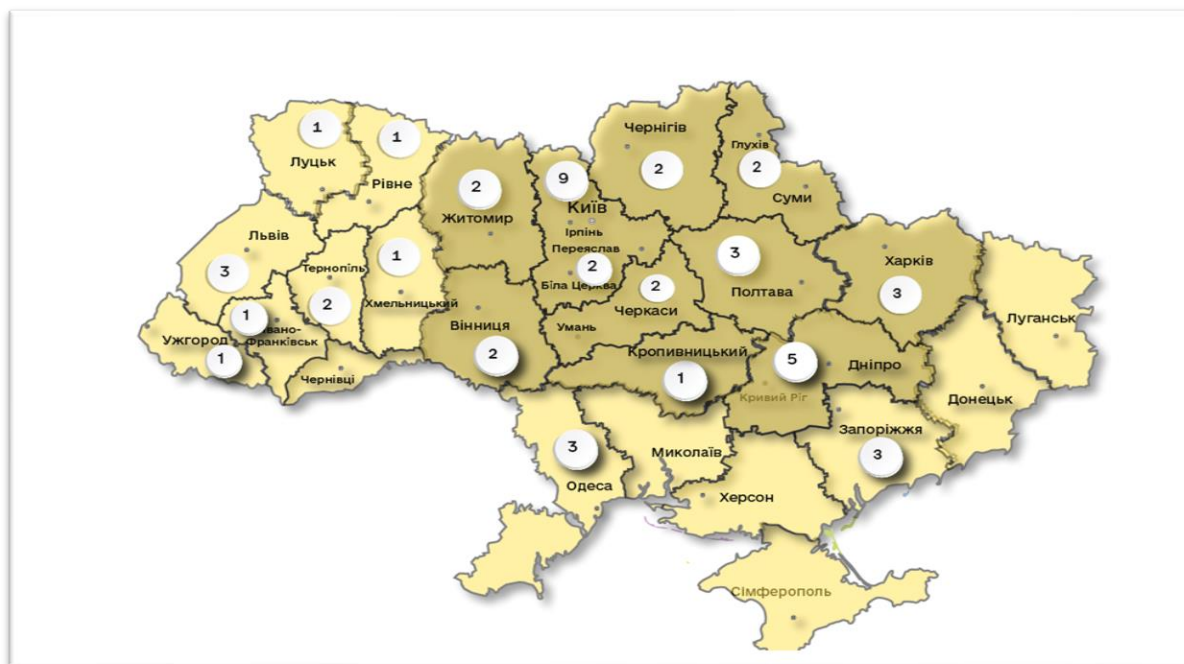 Чернігів
2
Глухів
2
Суми
1
Луцьк
1
Рівне
2
Житомир
9
Київ
Ірпінь
Переяслав
2
Біла Церква
Львів
3
Тернопіль
2
1
Хмельницький
3
Полтава
Харків
3
Луганськ
2
Черкаси
Умань
1
Івано-
Франківськ
Ужгород
1
Чернівці
Вінниця
2
Кропивницький
1
5
Дніпро
Кривий Ріг
Донецьк
Запоріжжя
3
3
Одеса
Миколаїв
Херсон
Сімферополь